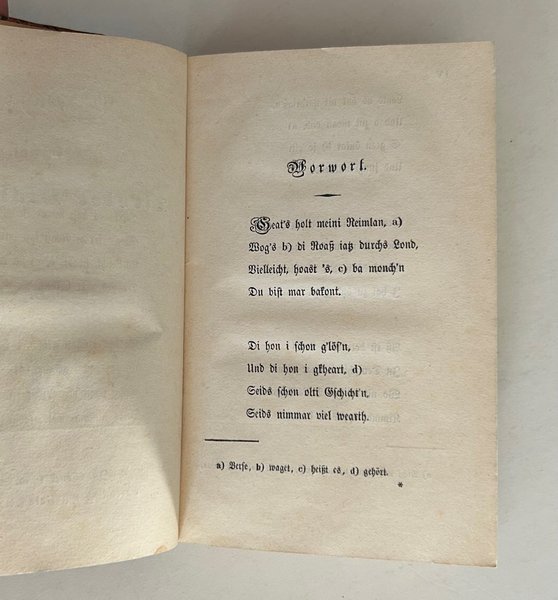 Vorwort.
Geat's holt meini Reimlan, a)
Wog's b) di Roaß iatz durchs Lond,
Vielleicht, hoast 's, c) ba monch'n
Du bist mar bakont.
Di hon i schon g'lös'n,
Und di hon i gkheart, d)
Seids schon olti Gschicht'n,
Seids nimmar viel wearth.
a) Verse, b) waget, c) heißt es, d) gehört.
*